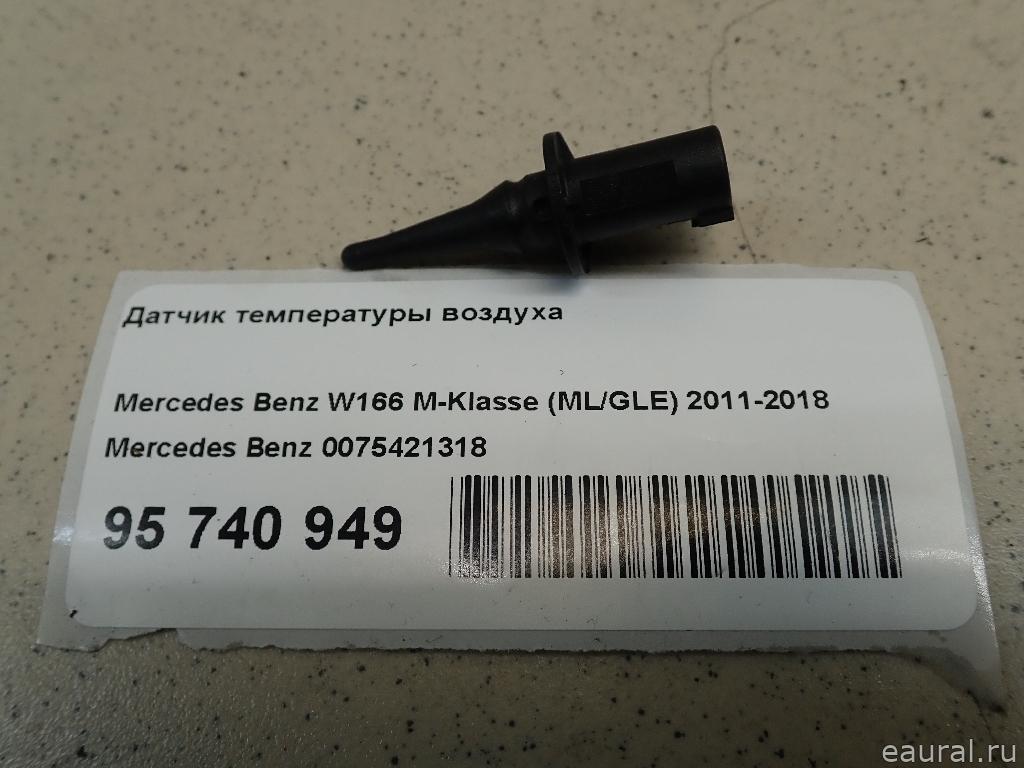 Датчик температуры воздуха
Mercedes Benz W166 M-Klasse (ML/GLE) 2011-2018
Mercedes Benz 0075421318
95 740 949
eaural.ru